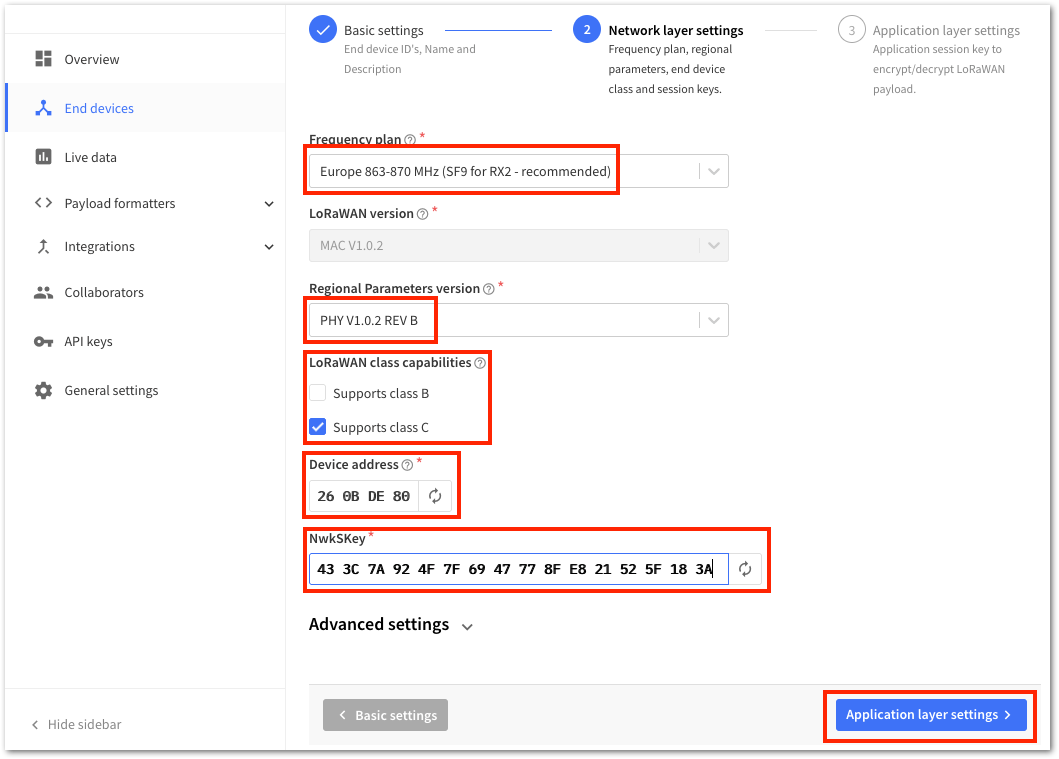 Overview
End devices
Live data
Payload formatters
Integrations
Collaborators
API keys
General settings
Hide sidebar
Basic settings
End device ID's, Name and
Description
2
Network layer settings
Frequency plan, regional
parameters, end device
class and session keys.
3
Application layer settings
Application session key to
encrypt/decrypt LoRaWAN
payload.
Frequency plan ? *
Europe 863-870 MHz (SF9 for RX2 - recommended)
LoRaWAN version ? *
MAC V1.0.2
Regional Parameters version ? *
PHY V1.0.2 REV B
LoRaWAN class capabilities ?
Supports class B
Supports class C
Device address ? *
26 0B DE 80
NwkSKey *
43 3C 7A 92 4F 7F 69 47 77 8F E8 21 52 5F 18 3A
Advanced settings
Basic settings
Application layer settings